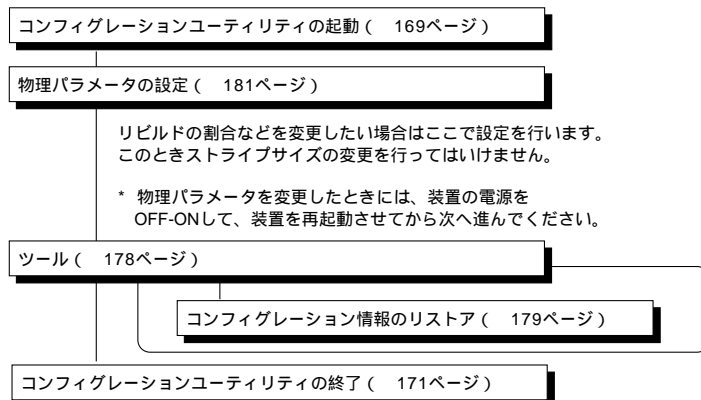 コンフィグレーションユーティリティの起動(　169ページ)
物理パラメータの設定(　181ページ)
リビルドの割合などを変更したい場合はここで設定を行います。
このときストライプサイズの変更を行ってはいけません。
* 物理パラメータを変更したときには、装置の電源を
OFF-ONして、装置を再起動させてから次へ進んでください。
ツール(　178ページ)
コンフィグレーション情報のリストア(　179ページ)
コンフィグレーションユーティリティの終了(　171ページ)